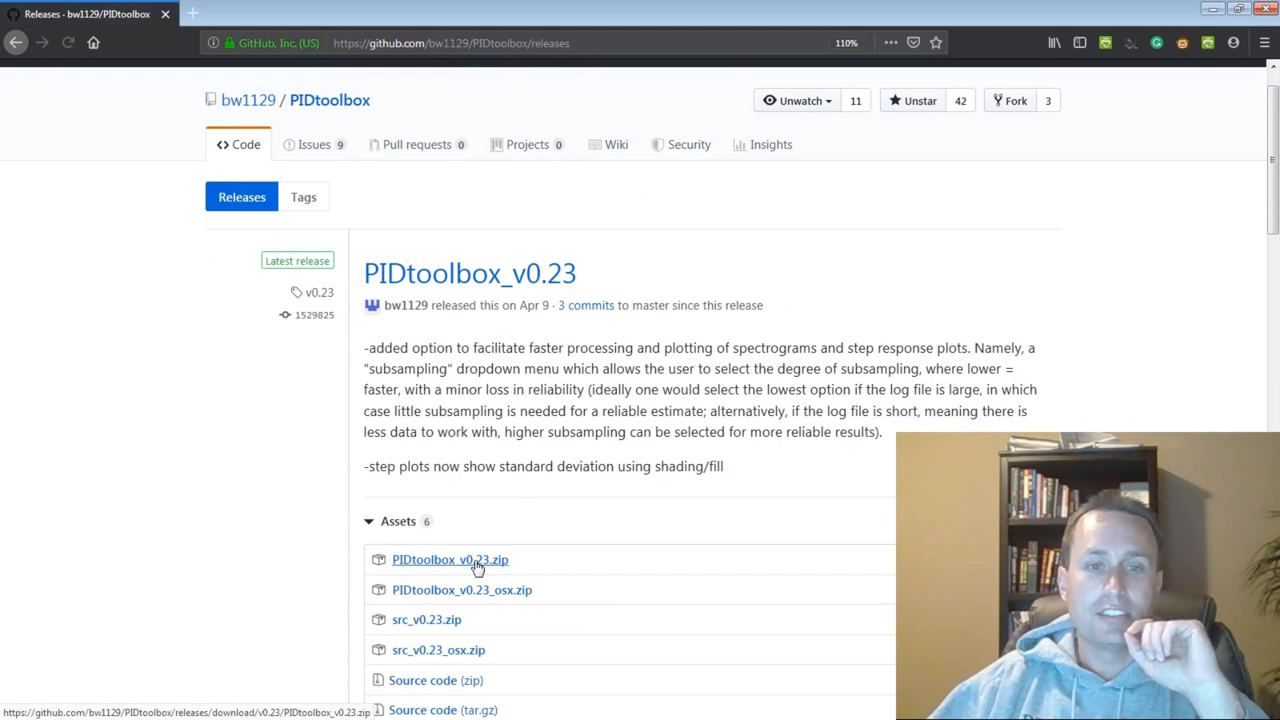 Releases · bw1129/PIDtoolbox
GitHub, Inc. (US)
https://github.com/bw1129/PIDtoolbox/releases
110%
bw1129 / PIDtoolbox
Unwatch
11
Unstar
42
Fork
3
Code
Issues 9
Pull requests 0
Projects 0
Wiki
Security
Insights
Releases
Tags
Latest release
v0.23
1529825
PIDtoolbox_v0.23
bw1129 released this on Apr 9 · 3 commits to master since this release
-added option to facilitate faster processing and plotting of spectrograms and step response plots. Namely, a
"subsampling" dropdown menu which allows the user to select the degree of subsampling, where lower =
faster, with a minor loss in reliability (ideally one would select the lowest option if the log file is large, in which
case little subsampling is needed for a reliable estimate; alternatively, if the log file is short, meaning there is
less data to work with, higher subsampling can be selected for more reliable results).
-step plots now show standard deviation using shading/fill
Assets 6
PIDtoolbox_v0.23.zip
PIDtoolbox_v0.23_osx.zip
src_v0.23.zip
src_v0.23_osx.zip
Source code (zip)
Source code (tar.gz)
https://github.com/bw1129/PIDtoolbox/releases/download/v0.23/PIDtoolbox_v0.23.zip